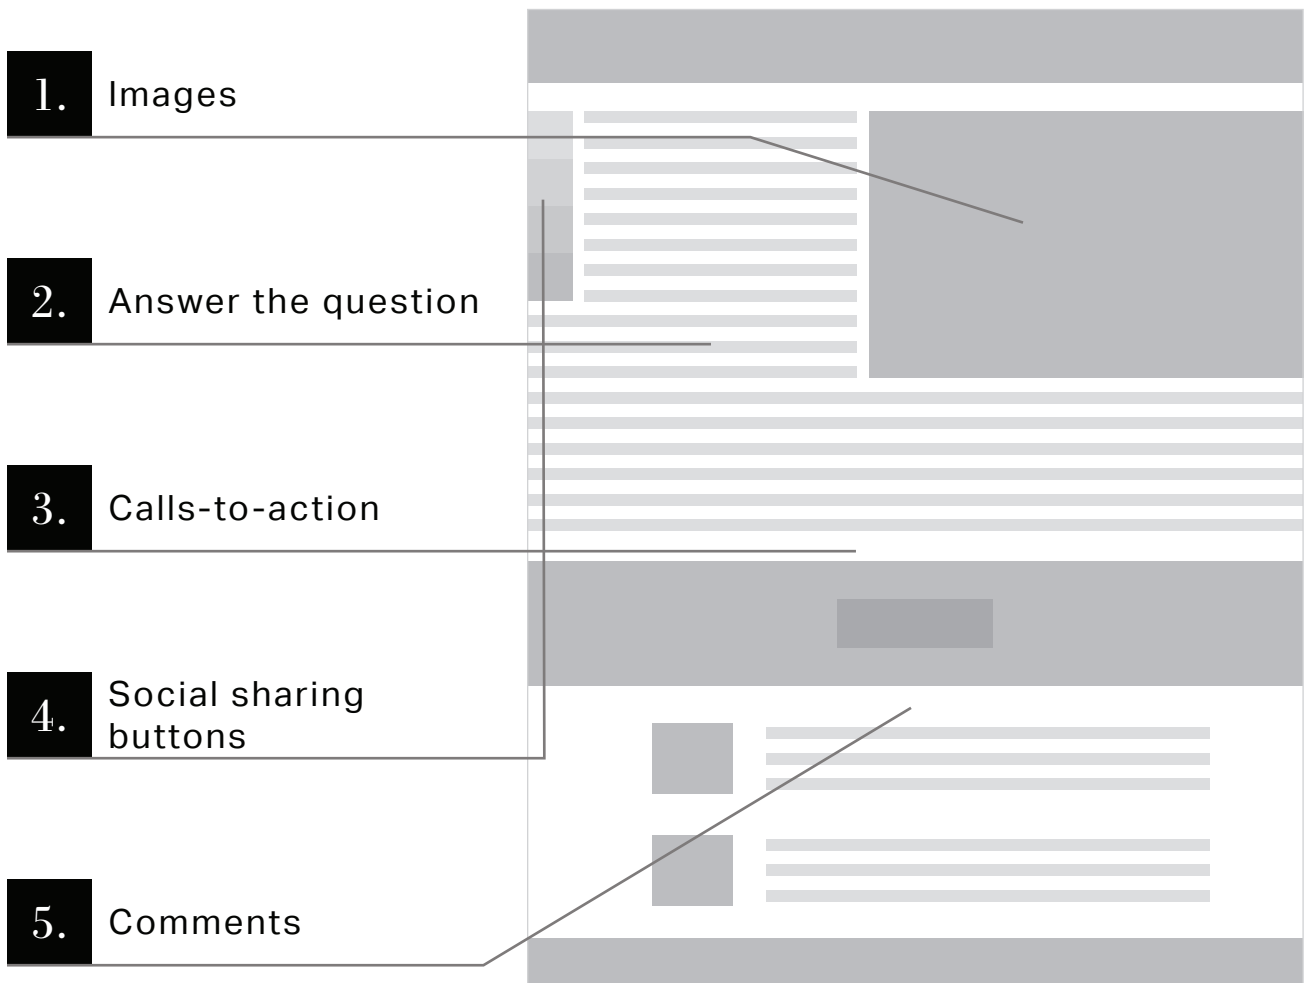 1. Images
2. Answer the question
3. Calls-to-action
4. Social sharing
buttons
5. Comments